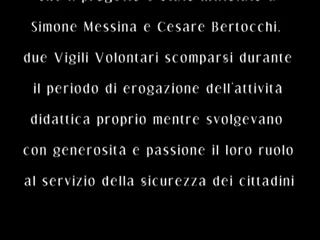 Simone Messina e Cesare Bertocchi,
due Vigili Volontari scomparsi durante
il periodo di erogazione dell'attività
didattica proprio mentre svolgevano
con generosità e passione il loro ruolo
al servizio della sicurezza dei cittadini